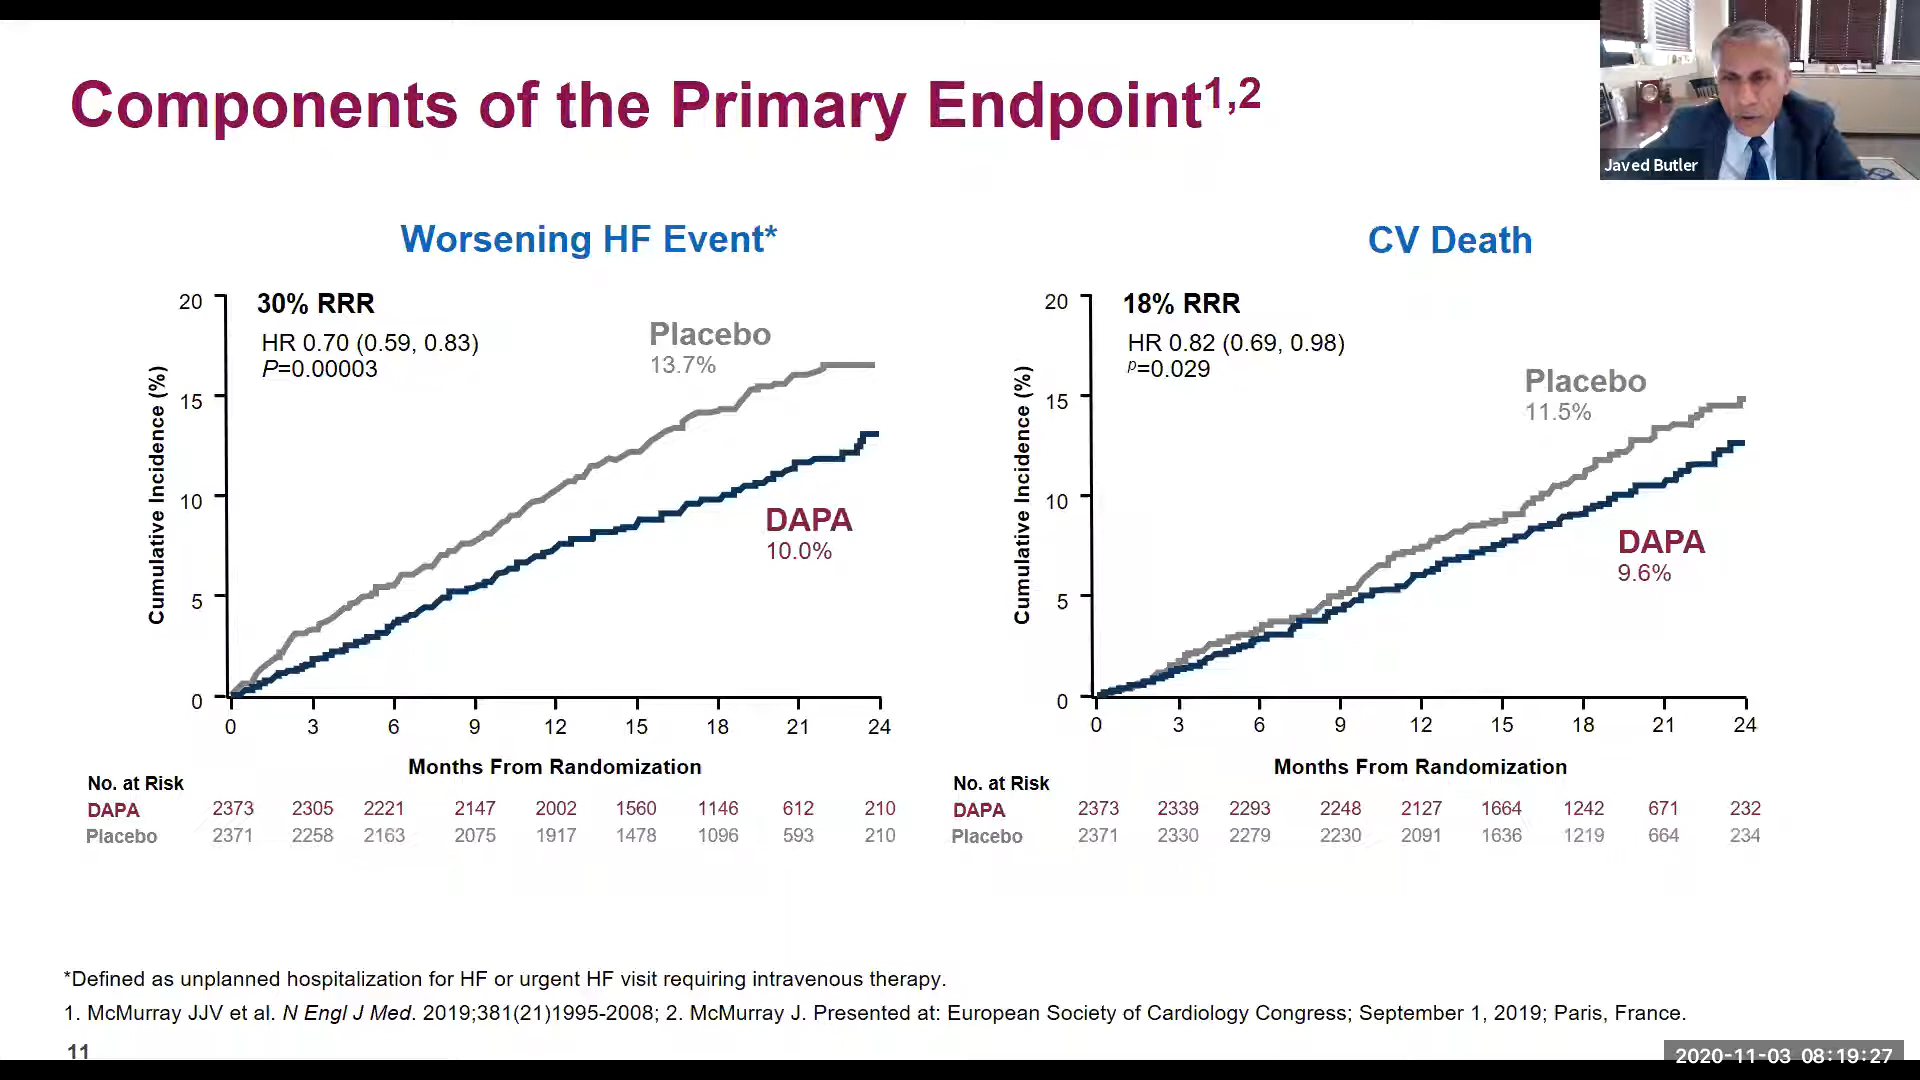 Components of the Primary Endpoint1,2
Javed Butler
Worsening HF Event*
30% RRR
HR 0.70 (0.59, 0.83)
P=0.00003
Placebo
13.7%
DAPA
10.0%
Cumulative Incidence (%)
20
15
10
5
0
0 3 6 9 12 15 18 21 24
Months From Randomization
No. at Risk
DAPA 2373 2305 2221 2147 2002 1560 1146 612 210
Placebo 2371 2258 2163 2075 1917 1478 1096 593 210
CV Death
18% RRR
HR 0.82 (0.69, 0.98)
p=0.029
Placebo
11.5%
DAPA
9.6%
Cumulative Incidence (%)
20
15
10
5
0
0 3 6 9 12 15 18 21 24
Months From Randomization
No. at Risk
DAPA 2373 2339 2293 2248 2127 1664 1242 671 232
Placebo 2371 2330 2279 2230 2091 1636 1219 664 234
*Defined as unplanned hospitalization for HF or urgent HF visit requiring intravenous therapy.
1. McMurray JJV et al. N Engl J Med. 2019;381(21)1995-2008; 2. McMurray J. Presented at: European Society of Cardiology Congress; September 1, 2019; Paris, France.
11
2020-11-03 08:19:27